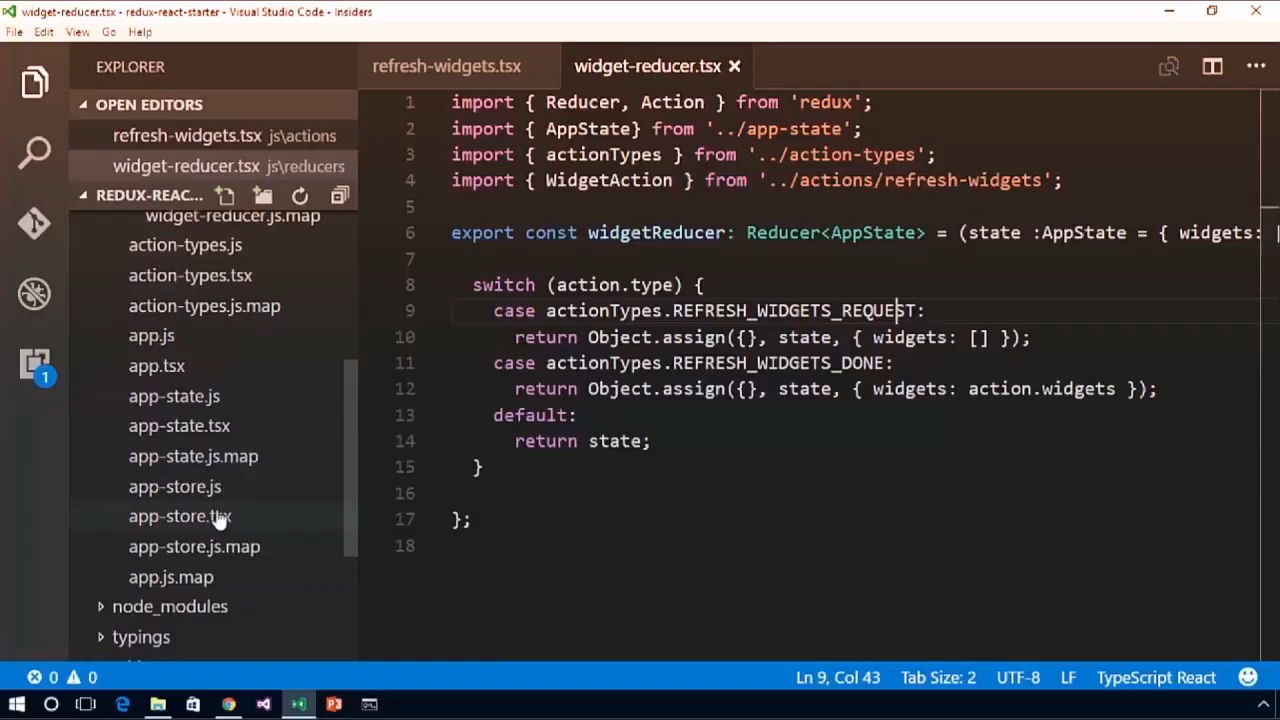 widget-reducer.tsx - redux-react-starter - Visual Studio Code - Insiders
File Edit View Go Help
EXPLORER
OPEN EDITORS
refresh-widgets.tsx js\actions
widget-reducer.tsx js\reducers
REDUX-REAC...
widget-reducer.js.map
action-types.js
action-types.tsx
action-types.js.map
app.js
app.tsx
app-state.js
app-state.tsx
app-state.js.map
app-store.js
app-store.tsx
app-store.js.map
app.js.map
node_modules
typings
1
refresh-widgets.tsx widget-reducer.tsx
1 import { Reducer, Action } from 'redux';
2 import { AppState} from '../app-state';
3 import { actionTypes } from '../action-types';
4 import { WidgetAction } from '../actions/refresh-widgets';
5
6 export const widgetReducer: Reducer<AppState> = (state :AppState = { widgets:
7
8 switch (action.type) {
9 case actionTypes.REFRESH_WIDGETS_REQUEST:
10 return Object.assign({}, state, { widgets: [] });
11 case actionTypes.REFRESH_WIDGETS_DONE:
12 return Object.assign({}, state, { widgets: action.widgets });
13 default:
14 return state;
15 }
16
17 };
18
0 0 Ln 9, Col 43 Tab Size: 2 UTF-8 LF TypeScript React